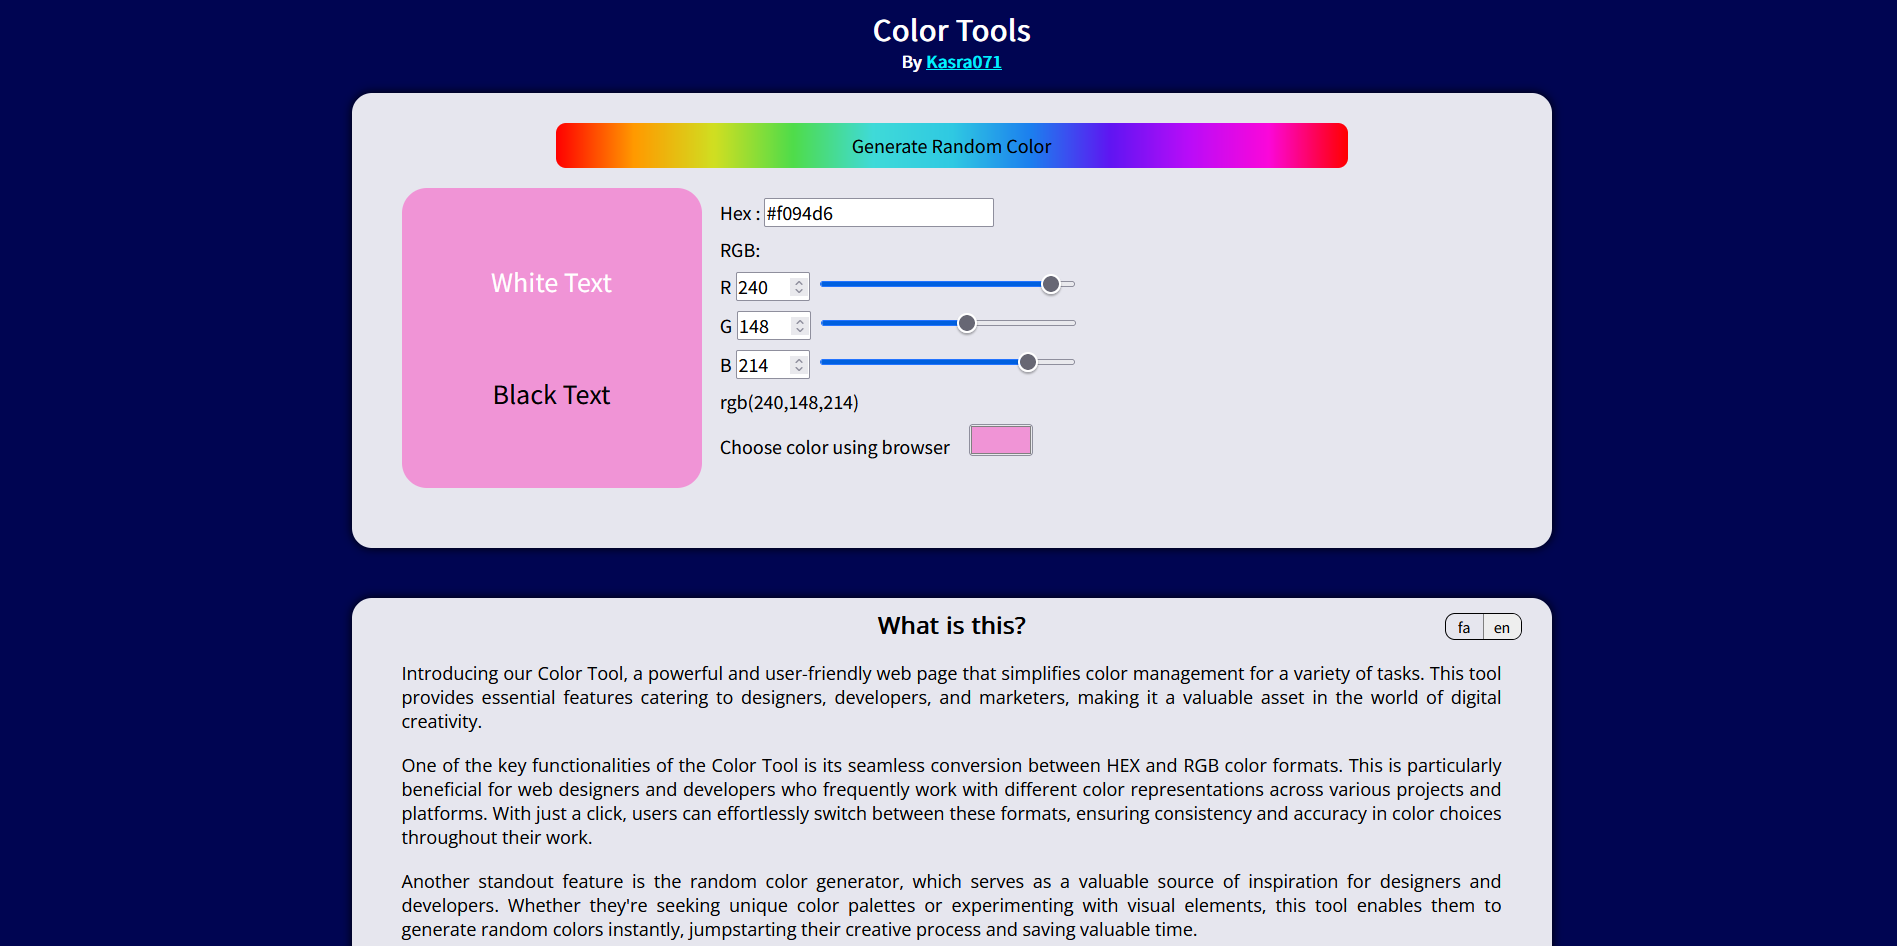 Color Tools
By Kasra071
Generate Random Color
White Text
Black Text
Hex : #f094d6
RGB:
R 240
G 148
B 214
rgb(240,148,214)
Choose color using browser
What is this?
fa en
Introducing our Color Tool, a powerful and user-friendly web page that simplifies color management for a variety of tasks. This tool
provides essential features catering to designers, developers, and marketers, making it a valuable asset in the world of digital
creativity.
One of the key functionalities of the Color Tool is its seamless conversion between HEX and RGB color formats. This is particularly
beneficial for web designers and developers who frequently work with different color representations across various projects and
platforms. With just a click, users can effortlessly switch between these formats, ensuring consistency and accuracy in color choices
throughout their work.
Another standout feature is the random color generator, which serves as a valuable source of inspiration for designers and
developers. Whether they're seeking unique color palettes or experimenting with visual elements, this tool enables them to
generate random colors instantly, jumpstarting their creative process and saving valuable time.